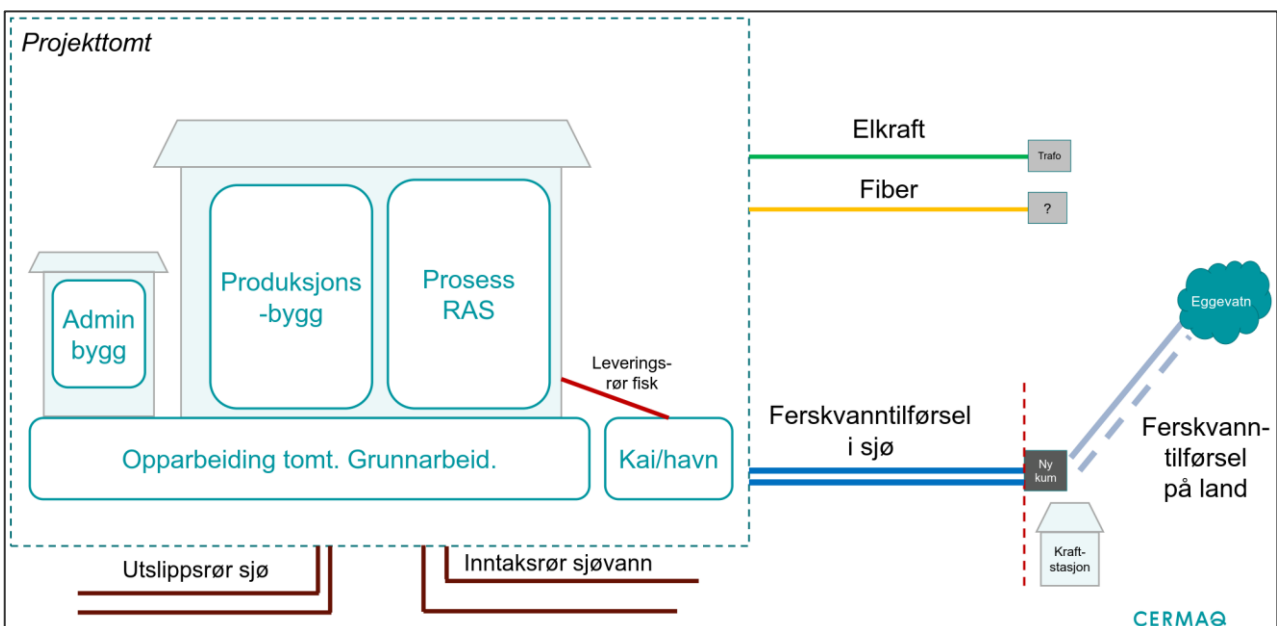 Projekttomt
Elkraft
Trafo
Fiber
?
Produksjons
-bygg
Prosess
RAS
Admin
bygg
Leverings-
rør fisk
Eggevatn
Opparbeiding tomt. Grunnarbeid.
Kai/havn
Ferskvanntilførsel
i sjø
Ny
kum
Ferskvann-
tilførsel
på land
Kraft-
stasjon
Utslippsrør sjø
Inntaksrør sjøvann
CERMAQ